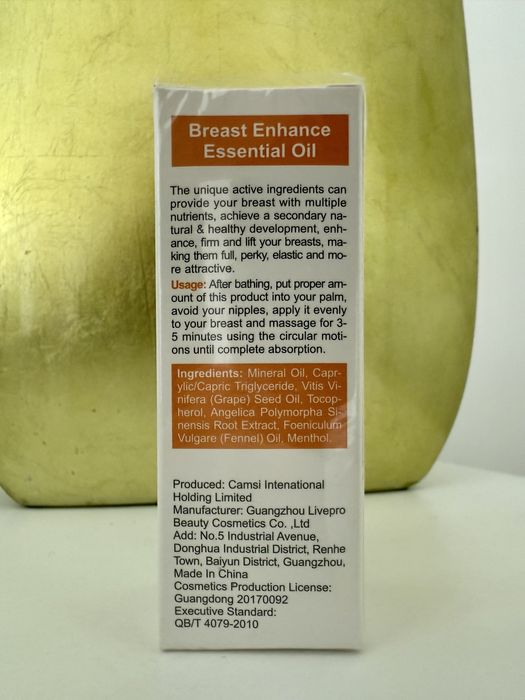 Breast Enhance
Essential Oil
The unique active ingredients can
provide your breast with multiple
nutrients, achieve a secondary na-
tural & healthy development, enh-
ance, firm and lift your breasts, ma-
king them full, perky, elastic and mo-
re attractive.
Usage: After bathing, put proper am-
ount of this product into your palm,
avoid your nipples, apply it evenly
to your breast and massage for 3-
5 minutes using the circular moti-
ons until complete absorption.
Ingredients: Mineral Oil, Capr-
ylic/Capric Triglyceride, Vitis Vi-
nifera (Grape) Seed Oil, Tocop-
herol, Angelica Polymorpha Si-
nensis Root Extract, Foeniculum
Vulgare (Fennel) Oil, Menthol.
Produced: Camsi Intenational
Holding Limited
Manufacturer: Guangzhou Livepro
Beauty Cosmetics Co. ,Ltd
Add: No.5 Industrial Avenue,
Donghua Industrial District, Renhe
Town, Baiyun District, Guangzhou,
Made In China
Cosmetics Production License:
Guangdong 20170092
Executive Standard:
QB/T 4079-2010